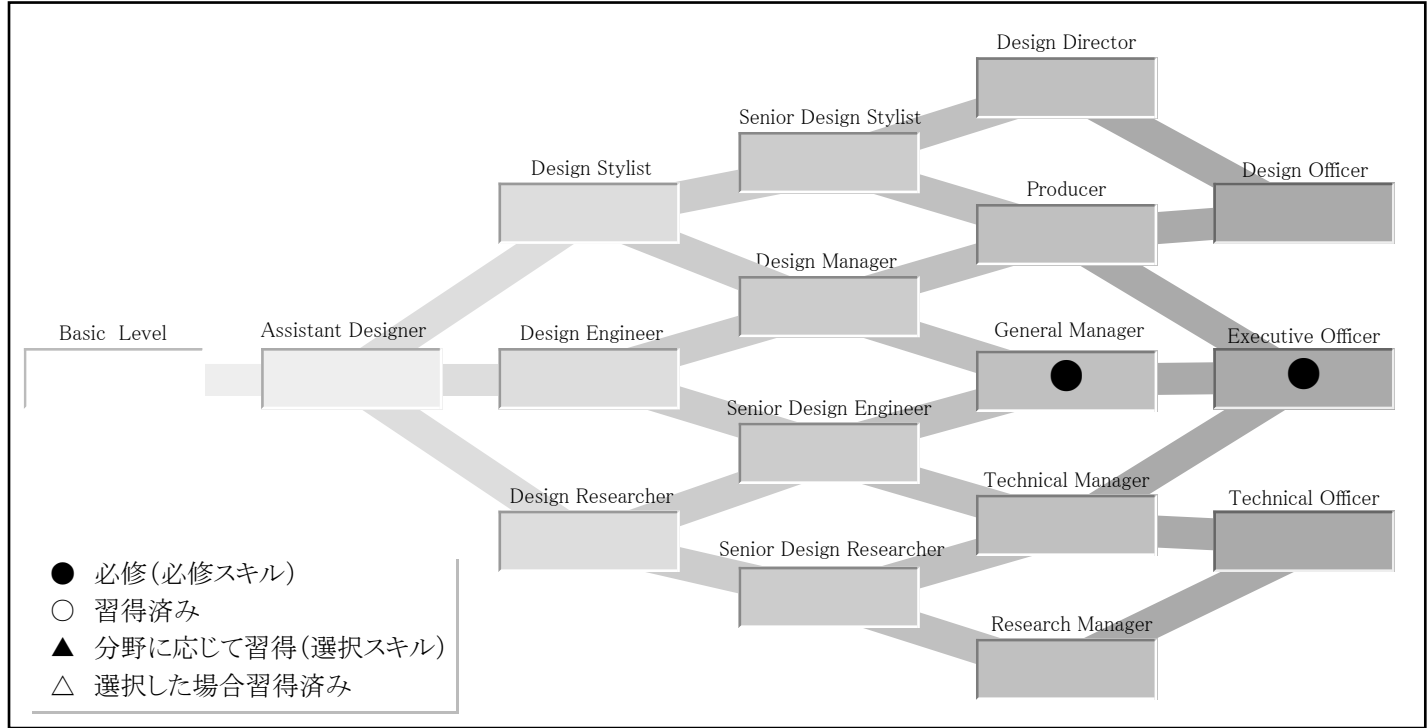 Design Director
Senior Design Stylist
Design Stylist
Producer
Design Officer
Design Manager
Basic Level
Assistant Designer
Design Engineer
General Manager
Executive Officer
●
●
Senior Design Engineer
Technical Manager
Design Researcher
Technical Officer
Senior Design Researcher
Research Manager
● 必修(必修スキル)
○ 習得済み
▲ 分野に応じて習得(選択スキル)
△ 選択した場合習得済み